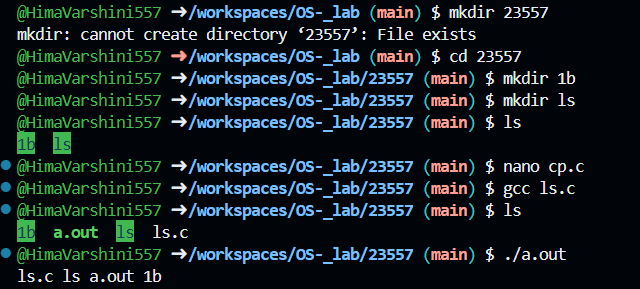 @HimaVarshini557 ➜/workspaces/OS-_lab (main) $ mkdir 23557
mkdir: cannot create directory ‘23557’: File exists
@HimaVarshini557 ➜/workspaces/OS-_lab (main) $ cd 23557
@HimaVarshini557 ➜/workspaces/OS-_lab/23557 (main) $ mkdir 1b
@HimaVarshini557 ➜/workspaces/OS-_lab/23557 (main) $ mkdir ls
@HimaVarshini557 ➜/workspaces/OS-_lab/23557 (main) $ ls
1b  ls
@HimaVarshini557 ➜/workspaces/OS-_lab/23557 (main) $ nano cp.c
@HimaVarshini557 ➜/workspaces/OS-_lab/23557 (main) $ gcc ls.c
@HimaVarshini557 ➜/workspaces/OS-_lab/23557 (main) $ ls
1b  a.out  ls  ls.c
@HimaVarshini557 ➜/workspaces/OS-_lab/23557 (main) $ ./a.out
ls.c ls a.out 1b